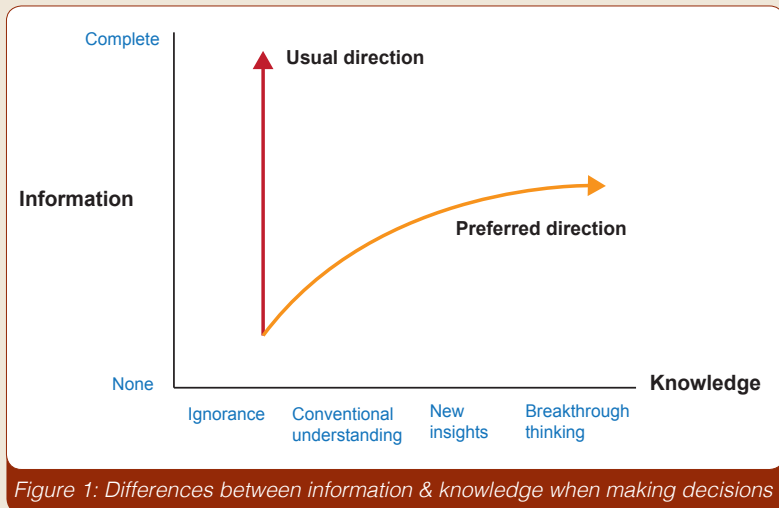 Complete
Usual direction
Information
Preferred direction
None
Knowledge
Ignorance
Conventional
understanding
New
insights
Breakthrough
thinking
Figure 1: Differences between information & knowledge when making decisions